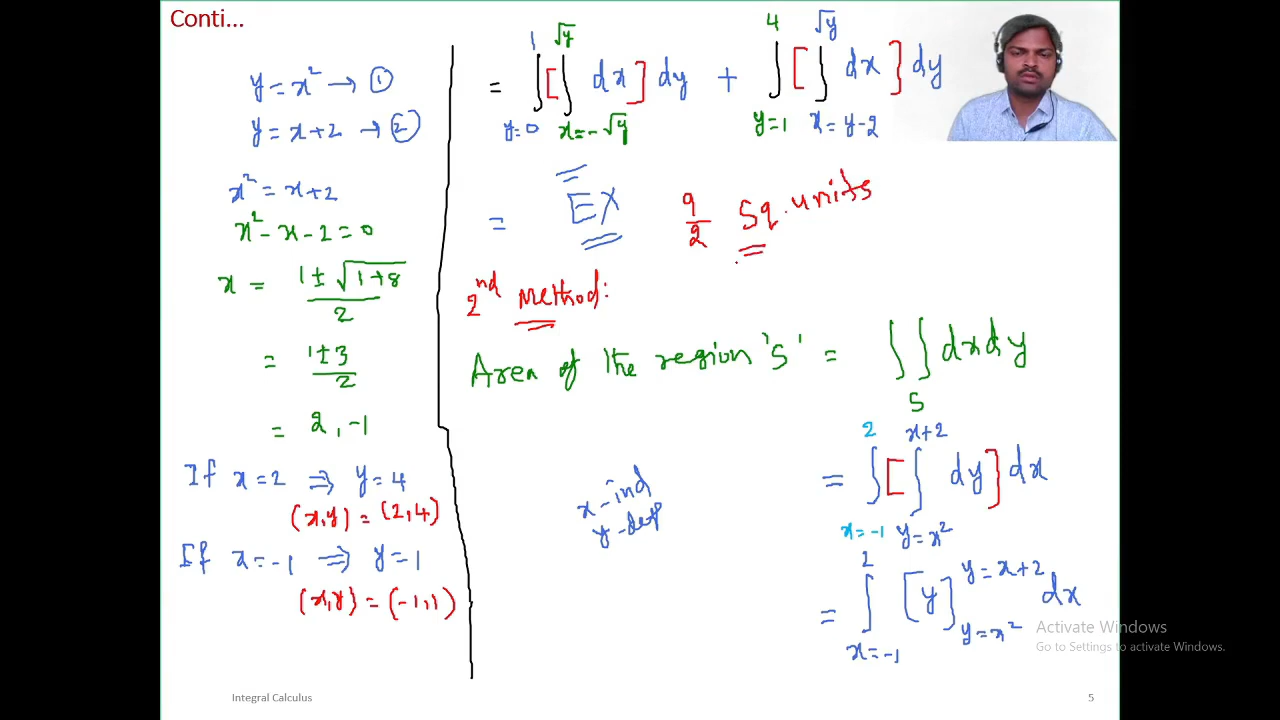 Conti...
y = x² → ①
y = x+2 → ②
x² = x+2
x² - x - 2 = 0
x = (1 ± √(1+8))/2
= (1 ± 3)/2
= 2, -1
If x = 2 ⇒ y = 4
(x,y) = (2,4)
If x = -1 ⇒ y = 1
(x,y) = (-1,1)
= ∫_{y=0}^{1} [ ∫_{x=-√y}^{√y} dx ] dy + ∫_{y=1}^{4} [ ∫_{x=y-2}^{√y} dx ] dy
= EX 9/2 Sq. units
2nd Method:
Area of the region 'S' = ∫∫_S dx dy
x - ind
y - dep
= ∫_{x=-1}^{2} [ ∫_{y=x²}^{x+2} dy ] dx
= ∫_{x=-1}^{2} [y]_{y=x²}^{y=x+2} dx
Activate Windows
Go to Settings to activate Windows.
Integral Calculus
5